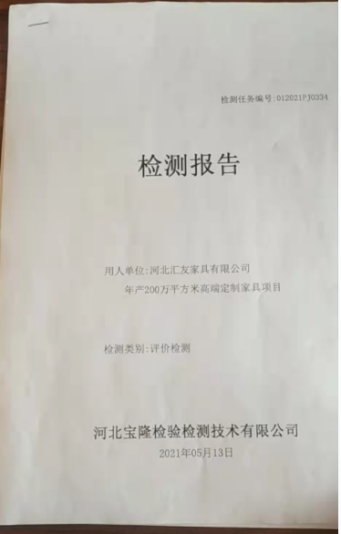 检测任务编号:012021PJ0334
检测报告
用人单位:河北汇友家具有限公司
年产200万平方米高端定制家具项目
检测类别:评价检测
河北宝隆检验检测技术有限公司
2021年05月13日